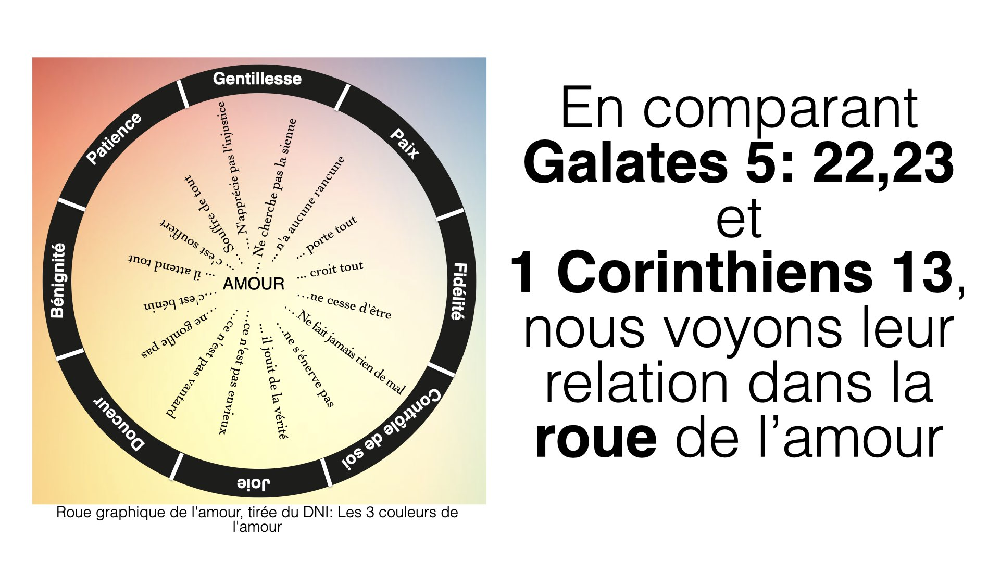 Gentillesse
Paix
Fidélité
Contrôle de soi
Joie
Douceur
Bénignité
Patience
AMOUR
... N'apprécie pas l'injustice
... Ne cherche pas la sienne
... n'a aucune rancune
... porte tout
... croit tout
...ne cesse d'être
... Ne fait jamais rien de mal
...ne s'énerve pas
... il jouit de la vérité
...ce n'est pas envieux
...ce n'est pas vantard
...ne gonfle pas
...c'est bénin
... il attend tout
... c'est souffert
... Souffre de tout
Roue graphique de l'amour, tirée du DNI: Les 3 couleurs de
l'amour
En comparant
Galates 5: 22,23
et
1 Corinthiens 13,
nous voyons leur
relation dans la
roue de l’amour